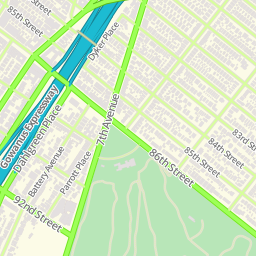 85th Street
Dyker Place
7th Avenue
Gowanus Expressway
Dahlgreen Place
Battery Avenue
Parrott Place
92nd Street
86th Street
85th Street
84th Street
83rd